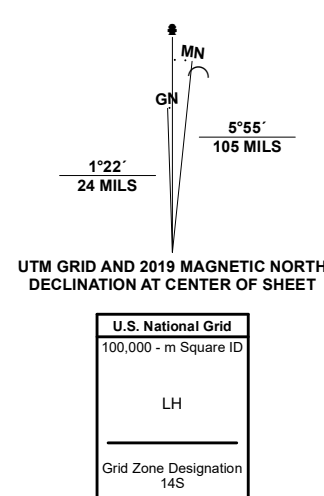 MN
GN
5°55´
105 MILS
1°22´
24 MILS
UTM GRID AND 2019 MAGNETIC NORTH
DECLINATION AT CENTER OF SHEET
U.S. National Grid
100,000 - m Square ID
LH
Grid Zone Designation
14S